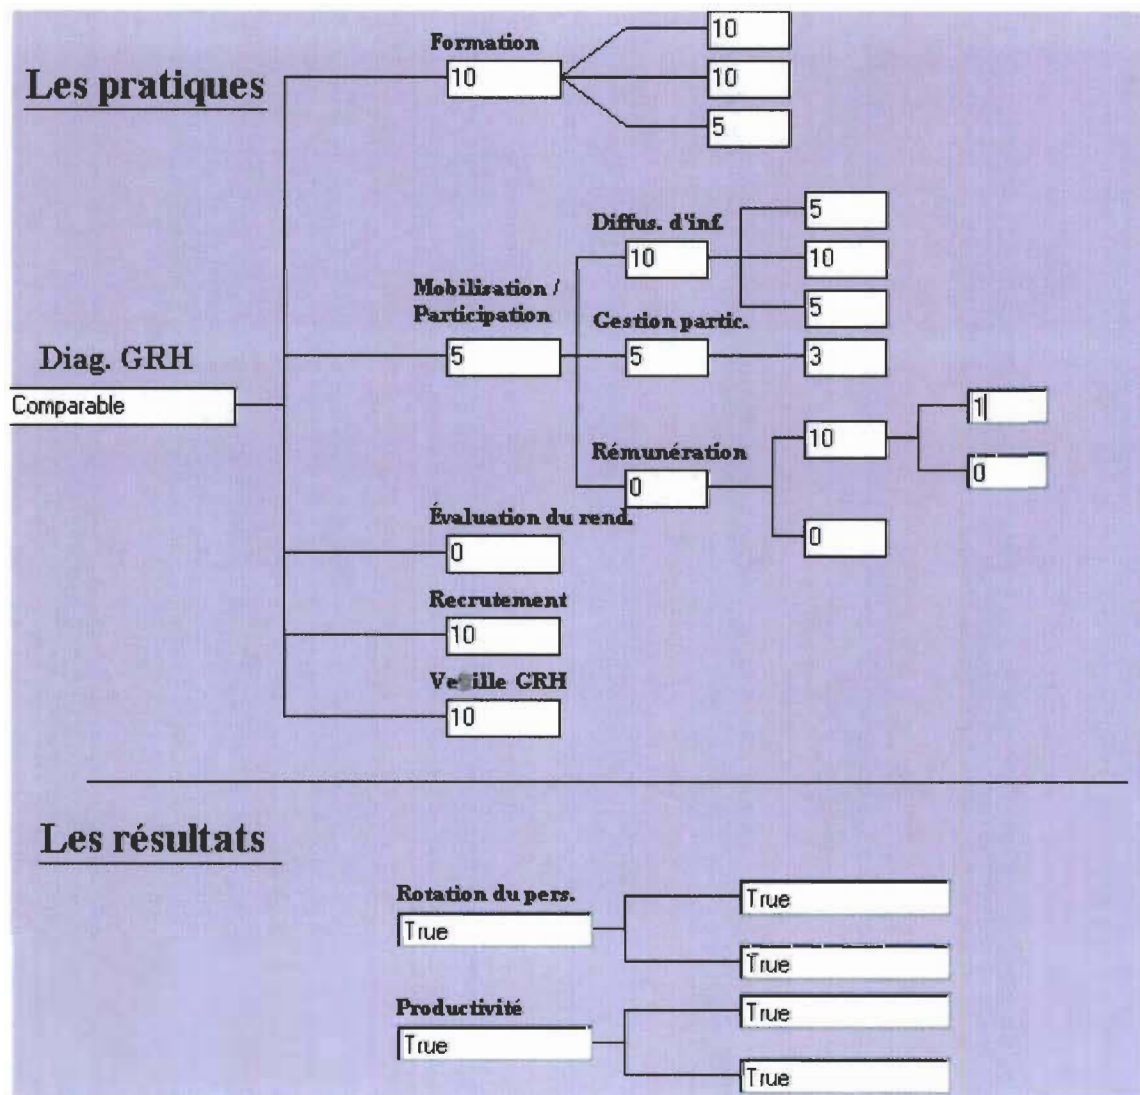 Les pratiques
Formation
10
10
10
5
Diffus. d'inf.
10
5
10
5
Mobilisation /
Participation
5
Gestion partic.
5
3
Diag. GRH
Comparable
Rémunération
0
10
1
0
0
Évaluation du rend.
0
Recrutement
10
GRH
10
Les résultats
Rotation du pers.
True
True
True
Productivité
True
True
True